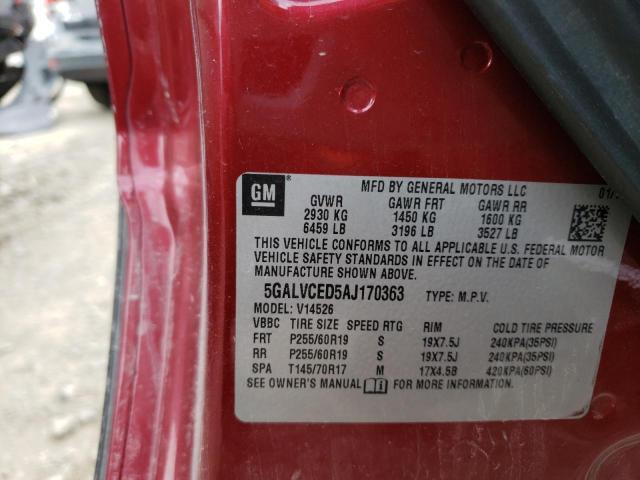 GM
MFD BY GENERAL MOTORS LLC 01/
GVWR GAWR FRT GAWR RR
2930 KG 1450 KG 1600 KG
6459 LB 3196 LB 3527 LB
THIS VEHICLE CONFORMS TO ALL APPLICABLE U.S. FEDERAL MOTOR
VEHICLE SAFETY STANDARDS IN EFFECT ON THE DATE OF
MANUFACTURE SHOWN ABOVE.
5GALVCED5AJ170363 TYPE: M.P.V.
MODEL: V14526
VBBC TIRE SIZE SPEED RTG RIM COLD TIRE PRESSURE
FRT P255/60R19 S 19X7.5J 240KPA(35PSI)
RR P255/60R19 S 19X7.5J 240KPA(35PSI)
SPA T145/70R17 M 17X4.5B 420KPA(60PSI)
SEE OWNER'S MANUAL FOR MORE INFORMATION.